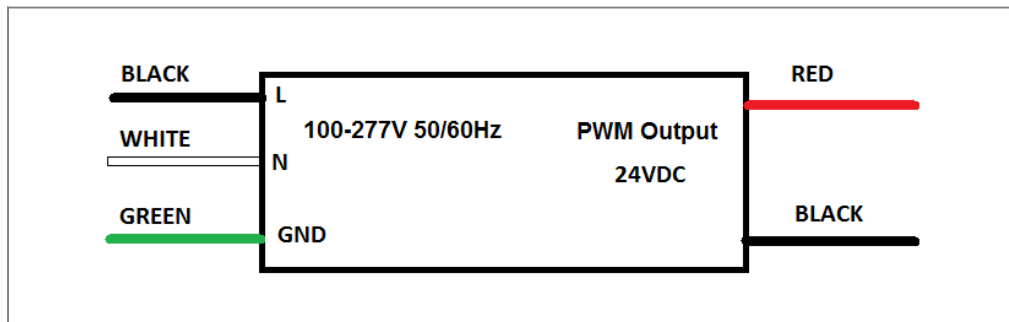 BLACK
RED
L
100-277V 50/60Hz
PWM Output
WHITE
N
24VDC
GREEN
BLACK
GND